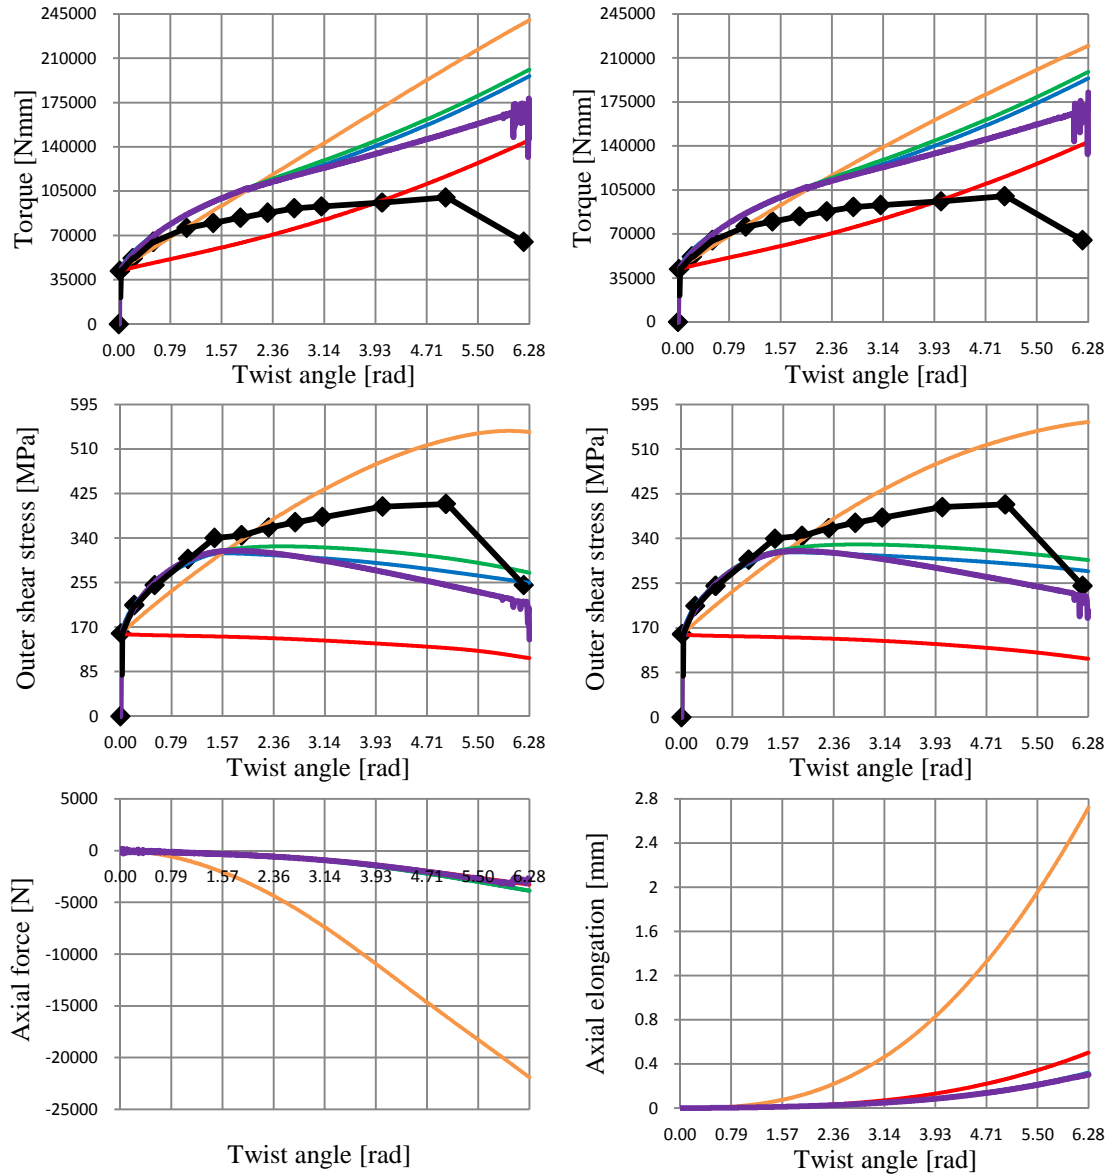 Torque [Nmm]
245000
210000
175000
140000
105000
70000
35000
0
0.00 0.79 1.57 2.36 3.14 3.93 4.71 5.50 6.28
Twist angle [rad]
Torque [Nmm]
245000
210000
175000
140000
105000
70000
35000
0
0.00 0.79 1.57 2.36 3.14 3.93 4.71 5.50 6.28
Twist angle [rad]
Outer shear stress [MPa]
595
510
425
340
255
170
85
0
0.00 0.79 1.57 2.36 3.14 3.93 4.71 5.50 6.28
Twist angle [rad]
Outer shear stress [MPa]
595
510
425
340
255
170
85
0
0.00 0.79 1.57 2.36 3.14 3.93 4.71 5.50 6.28
Twist angle [rad]
Axial force [N]
5000
0
-5000
-10000
-15000
-20000
-25000
0.00 0.79 1.57 2.36 3.14 3.93 4.71 5.50 6.28
Twist angle [rad]
Axial elongation [mm]
2.8
2.4
2
1.6
1.2
0.8
0.4
0
0.00 0.79 1.57 2.36 3.14 3.93 4.71 5.50 6.28
Twist angle [rad]